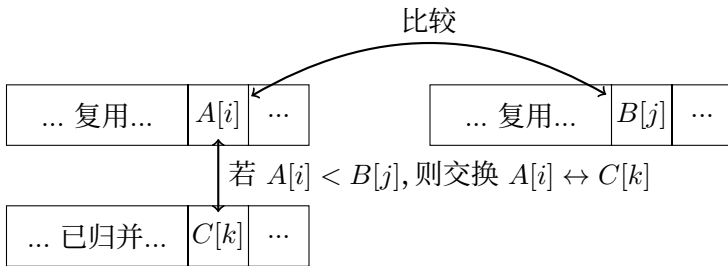 比较
... 复用... A[i] ... ... 复用... B[j] ...
若 A[i] < B[j], 则交换 A[i] ↔ C[k]
... 已归并... C[k] ...